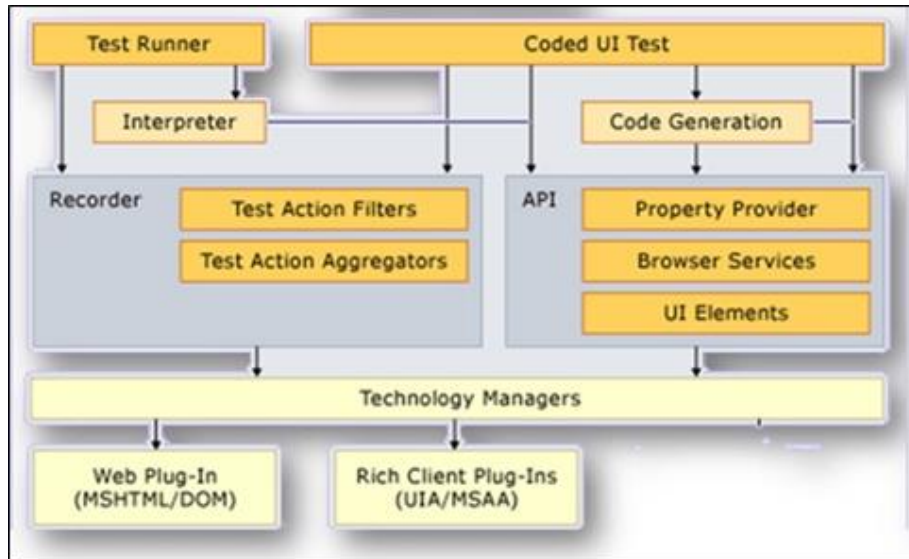 Test Runner
Coded UI Test
Interpreter
Code Generation
Recorder
Test Action Filters
Test Action Aggregators
API
Property Provider
Browser Services
UI Elements
Technology Managers
Web Plug-In
(MSHTML/DOM)
Rich Client Plug-Ins
(UIA/MSAA)